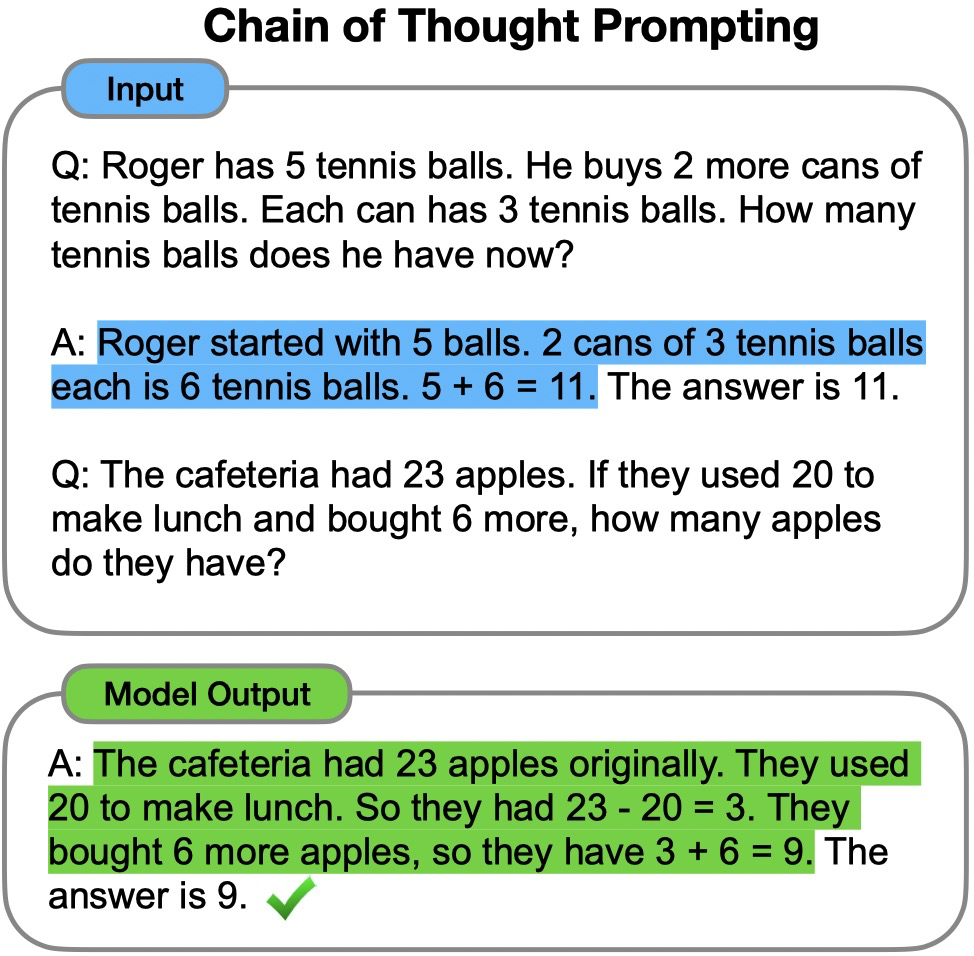 Chain of Thought Prompting
Input
Q: Roger has 5 tennis balls. He buys 2 more cans of
tennis balls. Each can has 3 tennis balls. How many
tennis balls does he have now?
A: Roger started with 5 balls. 2 cans of 3 tennis balls
each is 6 tennis balls. 5 + 6 = 11. The answer is 11.
Q: The cafeteria had 23 apples. If they used 20 to
make lunch and bought 6 more, how many apples
do they have?
Model Output
A: The cafeteria had 23 apples originally. They used
20 to make lunch. So they had 23 - 20 = 3. They
bought 6 more apples, so they have 3 + 6 = 9. The
answer is 9.